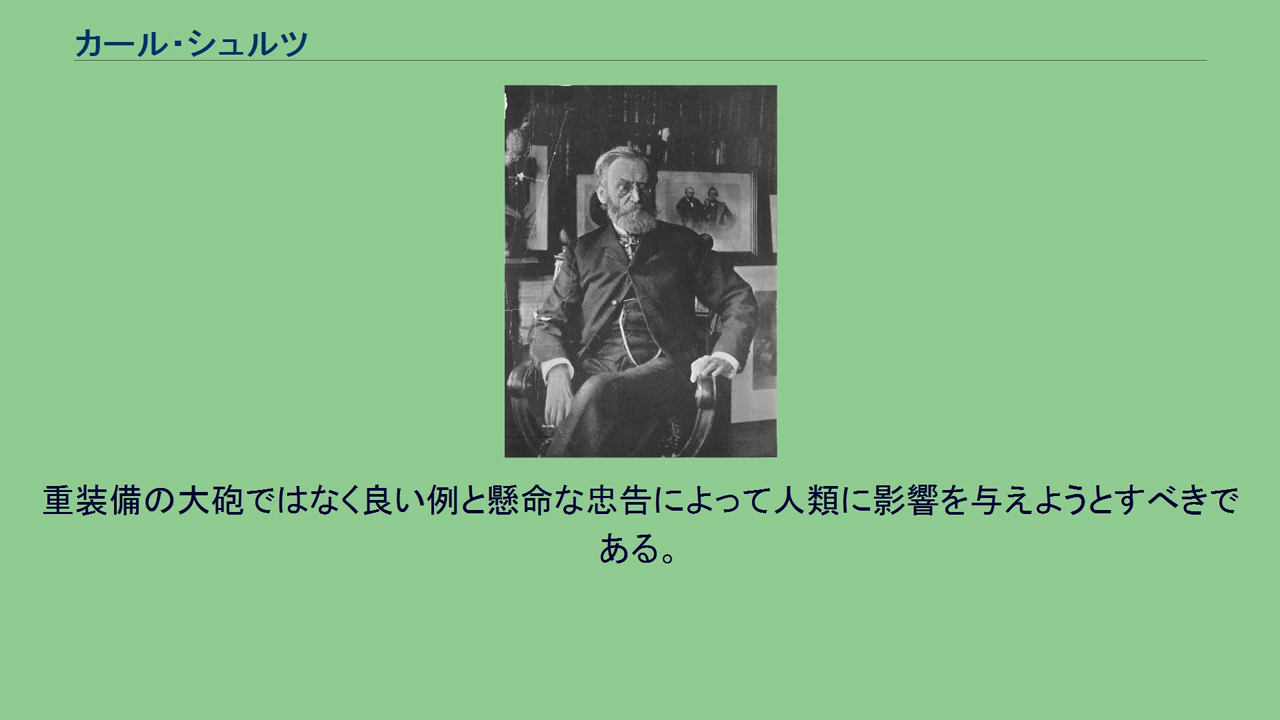 カール・シュルツ
重装備の大砲ではなく良い例と懸命な忠告によって人類に影響を与えようとすべきで
ある。